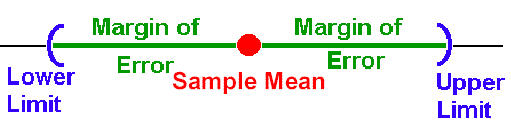 Margin of
Error
Margin of
Error
Sample Mean
Lower
Limit
Upper
Limit